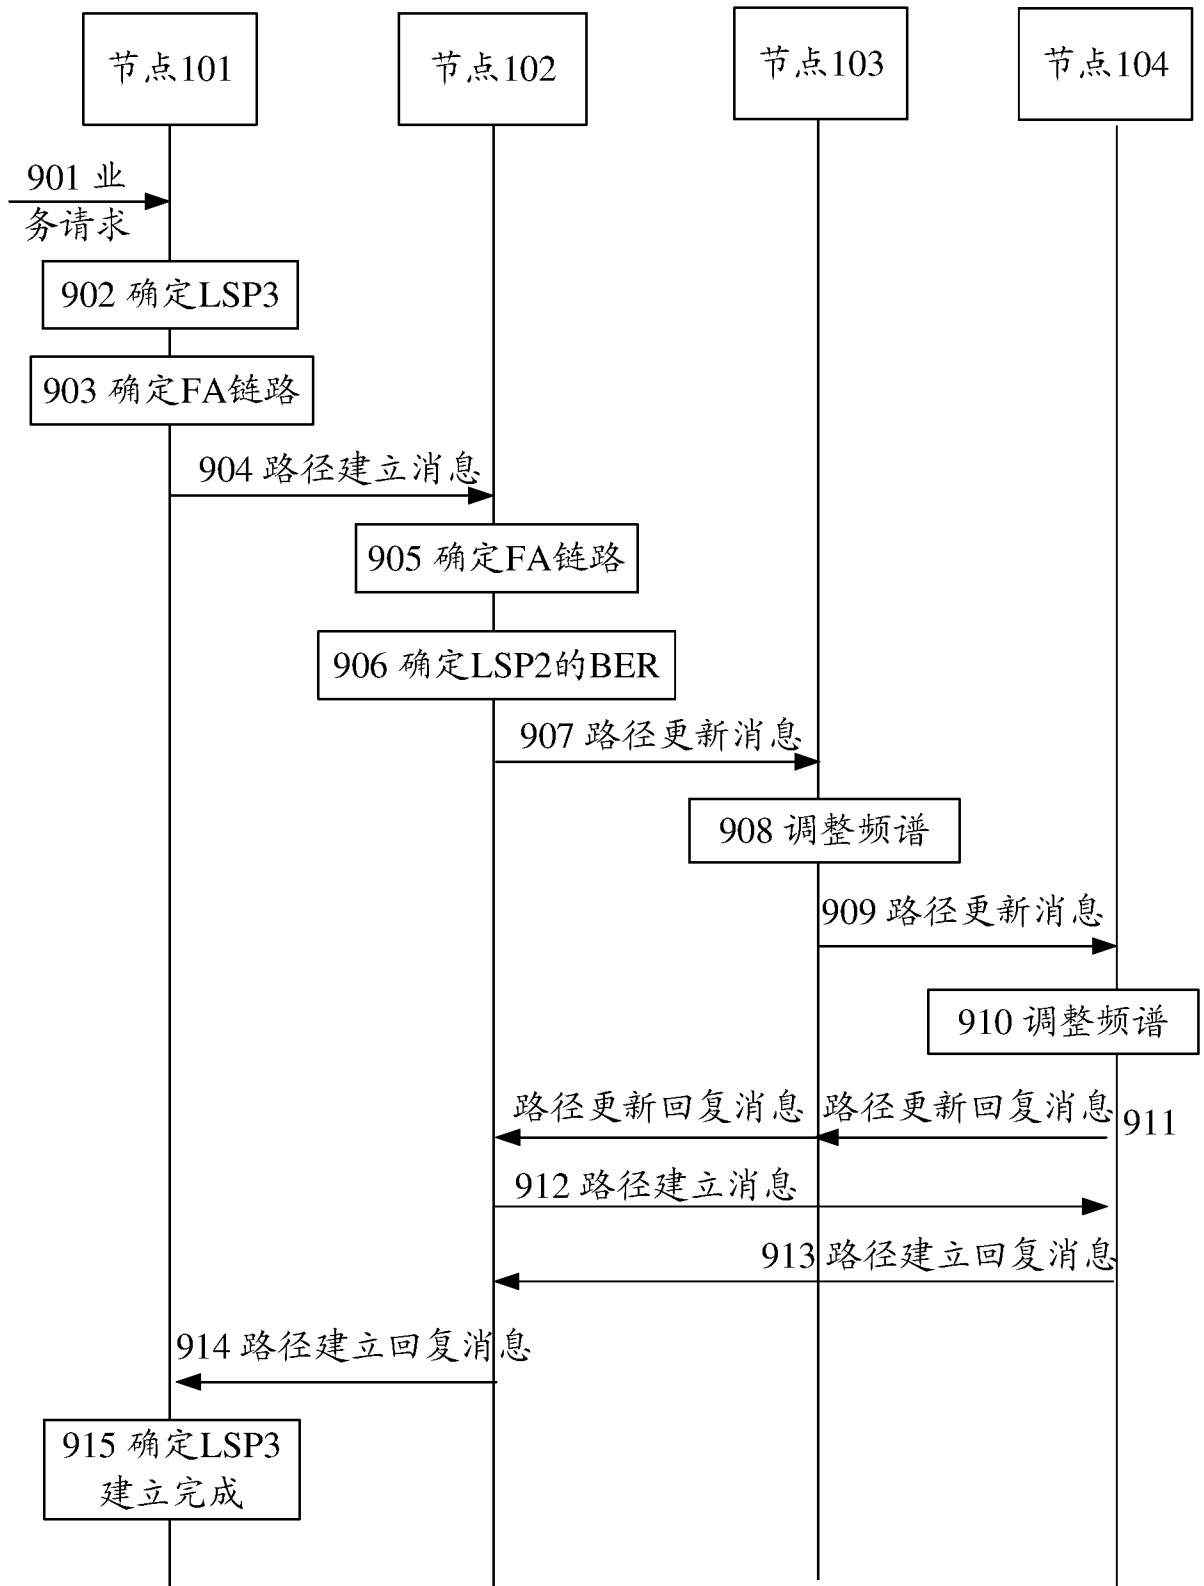 节点101
节点102
节点103
节点104
901 业
务请求
902 确定LSP3
903 确定FA链路
904 路径建立消息
905 确定FA链路
906 确定LSP2的BER
907 路径更新消息
908 调整频谱
909 路径更新消息
910 调整频谱
路径更新回复消息
路径更新回复消息
911
912 路径建立消息
913 路径建立回复消息
914 路径建立回复消息
915 确定LSP3
建立完成